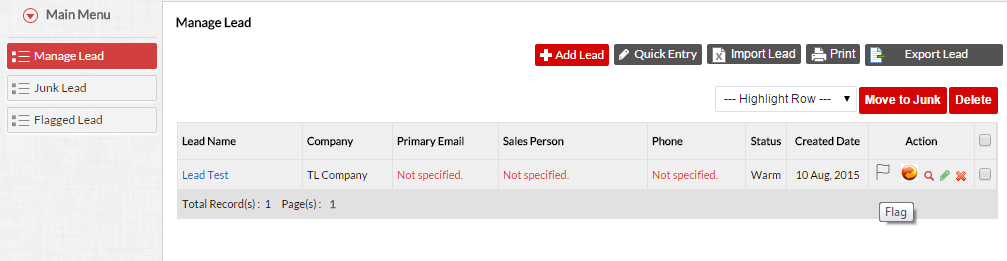 Main Menu
Manage Lead
Junk Lead
Flagged Lead
Manage Lead
Add Lead Quick Entry Import Lead Print Export Lead
--- Highlight Row --- Move to Junk Delete
Lead Name Company Primary Email Sales Person Phone Status Created Date Action
Lead Test TL Company Not specified. Not specified. Not specified. Warm 10 Aug, 2015
Total Record(s) : 1 Page(s) : 1
Flag